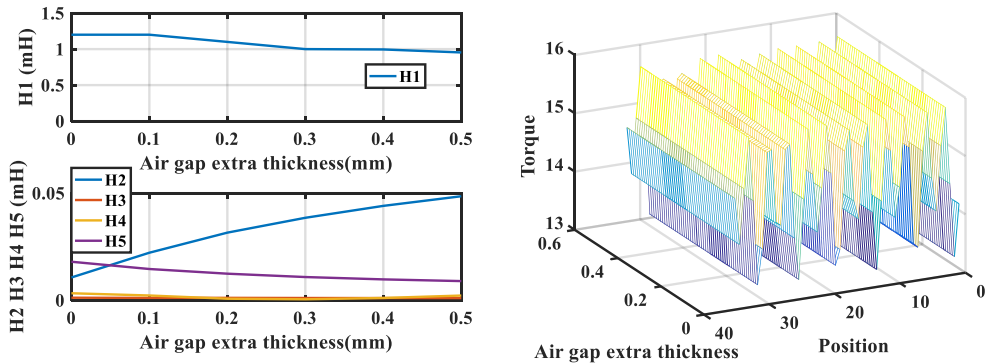 1.5
1
0.5
0
H1 (mH)
H1
0 0.1 0.2 0.3 0.4 0.5
Air gap extra thickness(mm)
H2
H3
H4
H5
0.05
0
H2 H3 H4 H5 (mH)
0 0.1 0.2 0.3 0.4 0.5
Air gap extra thickness(mm)
16
15
14
13
Torque
0.6
0.4
0.2
0
Air gap extra thickness
40
30
20
10
0
Position